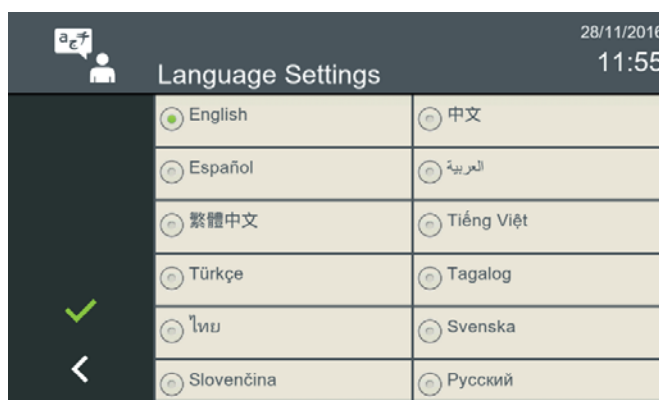 28/11/2016
11:55
Language Settings
English
中文
Español
العربية
繁體中文
Tiếng Việt
Türkçe
Tagalog
ไทย
Svenska
Slovenčina
Русский